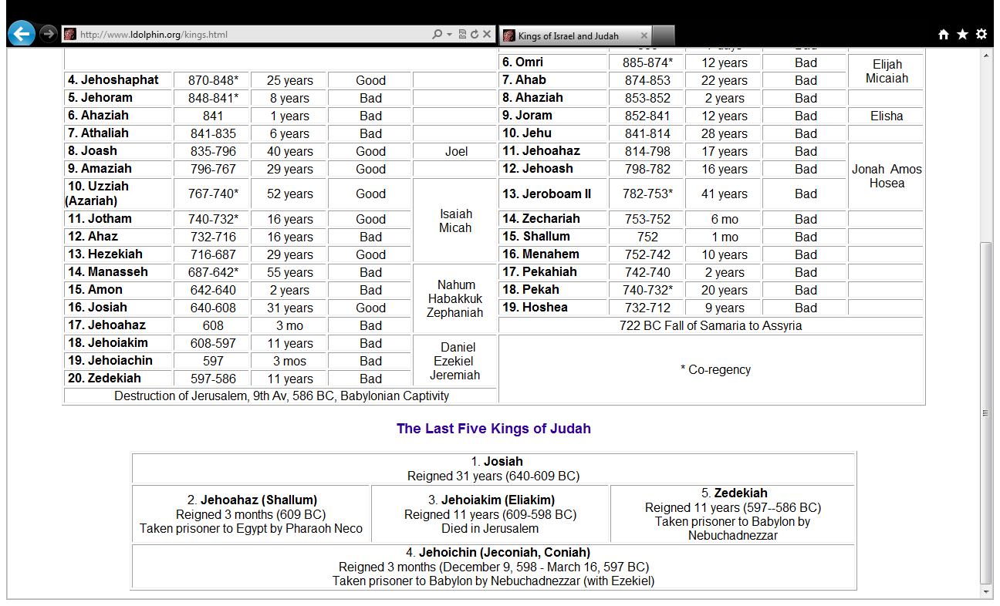 http://www.ldolphin.org/kings.html
Kings of Israel and Judah
6. Omri 885-874* 12 years Bad Elijah
Micaiah
4. Jehoshaphat 870-848* 25 years Good 7. Ahab 874-853 22 years Bad
5. Jehoram 848-841* 8 years Bad 8. Ahaziah 853-852 2 years Bad
6. Ahaziah 841 1 years Bad 9. Joram 852-841 12 years Bad Elisha
7. Athaliah 841-835 6 years Bad 10. Jehu 841-814 28 years Bad
8. Joash 835-796 40 years Good Joel 11. Jehoahaz 814-798 17 years Bad
9. Amaziah 796-767 29 years Good 12. Jehoash 798-782 16 years Bad Jonah Amos
Hosea
10. Uzziah
(Azariah) 767-740* 52 years Good 13. Jeroboam II 782-753* 41 years Bad
Isaiah
Micah
11. Jotham 740-732* 16 years Good 14. Zechariah 753-752 6 mo Bad
12. Ahaz 732-716 16 years Bad 15. Shallum 752 1 mo Bad
13. Hezekiah 716-687 29 years Good 16. Menahem 752-742 10 years Bad
14. Manasseh 687-642* 55 years Bad 17. Pekahiah 742-740 2 years Bad
Nahum
Habakkuk
Zephaniah
15. Amon 642-640 2 years Bad 18. Pekah 740-732* 20 years Bad
16. Josiah 640-608 31 years Good 19. Hoshea 732-712 9 years Bad
17. Jehoahaz 608 3 mo Bad 722 BC Fall of Samaria to Assyria
18. Jehoiakim 608-597 11 years Bad Daniel
19. Jehoiachin 597 3 mos Bad Ezekiel
20. Zedekiah 597-586 11 years Bad Jeremiah
* Co-regency
Destruction of Jerusalem, 9th Av, 586 BC, Babylonian Captivity
The Last Five Kings of Judah
1. Josiah
Reigned 31 years (640-609 BC)
2. Jehoahaz (Shallum)
Reigned 3 months (609 BC)
Taken prisoner to Egypt by Pharaoh Neco
3. Jehoiakim (Eliakim)
Reigned 11 years (609-598 BC)
Died in Jerusalem
5. Zedekiah
Reigned 11 years (597--586 BC)
Taken prisoner to Babylon by
Nebuchadnezzar
4. Jehoichin (Jeconiah, Coniah)
Reigned 3 months (December 9, 598 - March 16, 597 BC)
Taken prisoner to Babylon by Nebuchadnezzar (with Ezekiel)